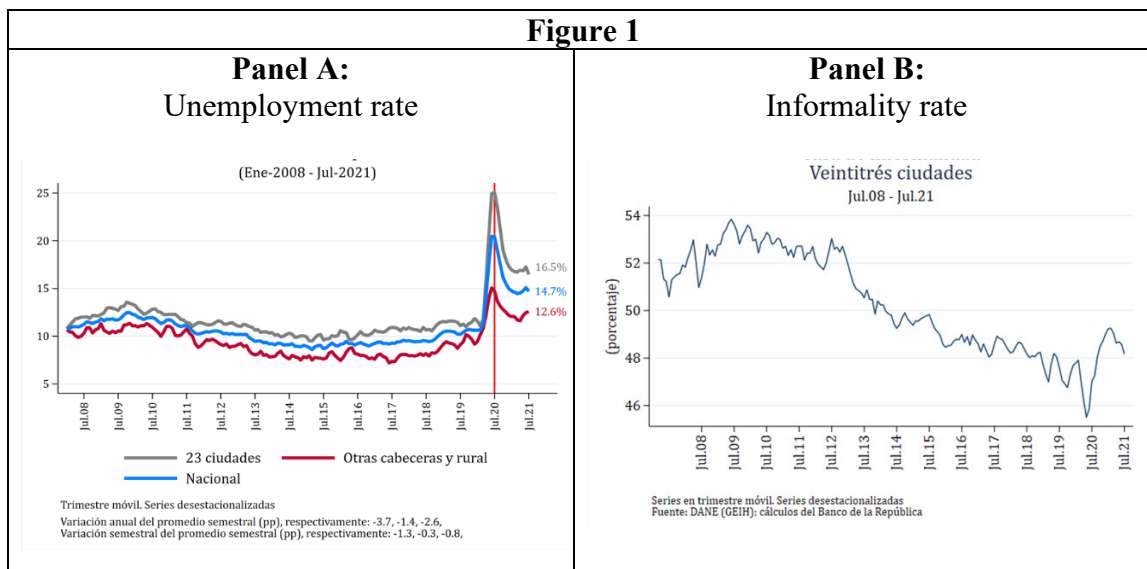 Figure 1
Panel A:
Unemployment rate
(Ene-2008 - Jul-2021)
25
20
15
10
5
16.5%
14.7%
12.6%
Jul.08
Jul.09
Jul.10
Jul.11
Jul.12
Jul.13
Jul.14
Jul.15
Jul.16
Jul.17
Jul.18
Jul.19
Jul.20
Jul.21
23 ciudades
Otras cabeceras y rural
Nacional
Trimestre móvil. Series desestacionalizadas
Variación anual del promedio semestral (pp), respectivamente: -3.7, -1.4, -2.6,
Variación semestral del promedio semestral (pp), respectivamente: -1.3, -0.3, -0.8,
Panel B:
Informality rate
Veintitrés ciudades
Jul.08 - Jul.21
(porcentaje)
54
52
50
48
46
Jul.08
Jul.09
Jul.10
Jul.11
Jul.12
Jul.13
Jul.14
Jul.15
Jul.16
Jul.17
Jul.18
Jul.19
Jul.20
Jul.21
Series en trimestre móvil. Series desestacionalizadas
Fuente: DANE (GEIH); cálculos del Banco de la República